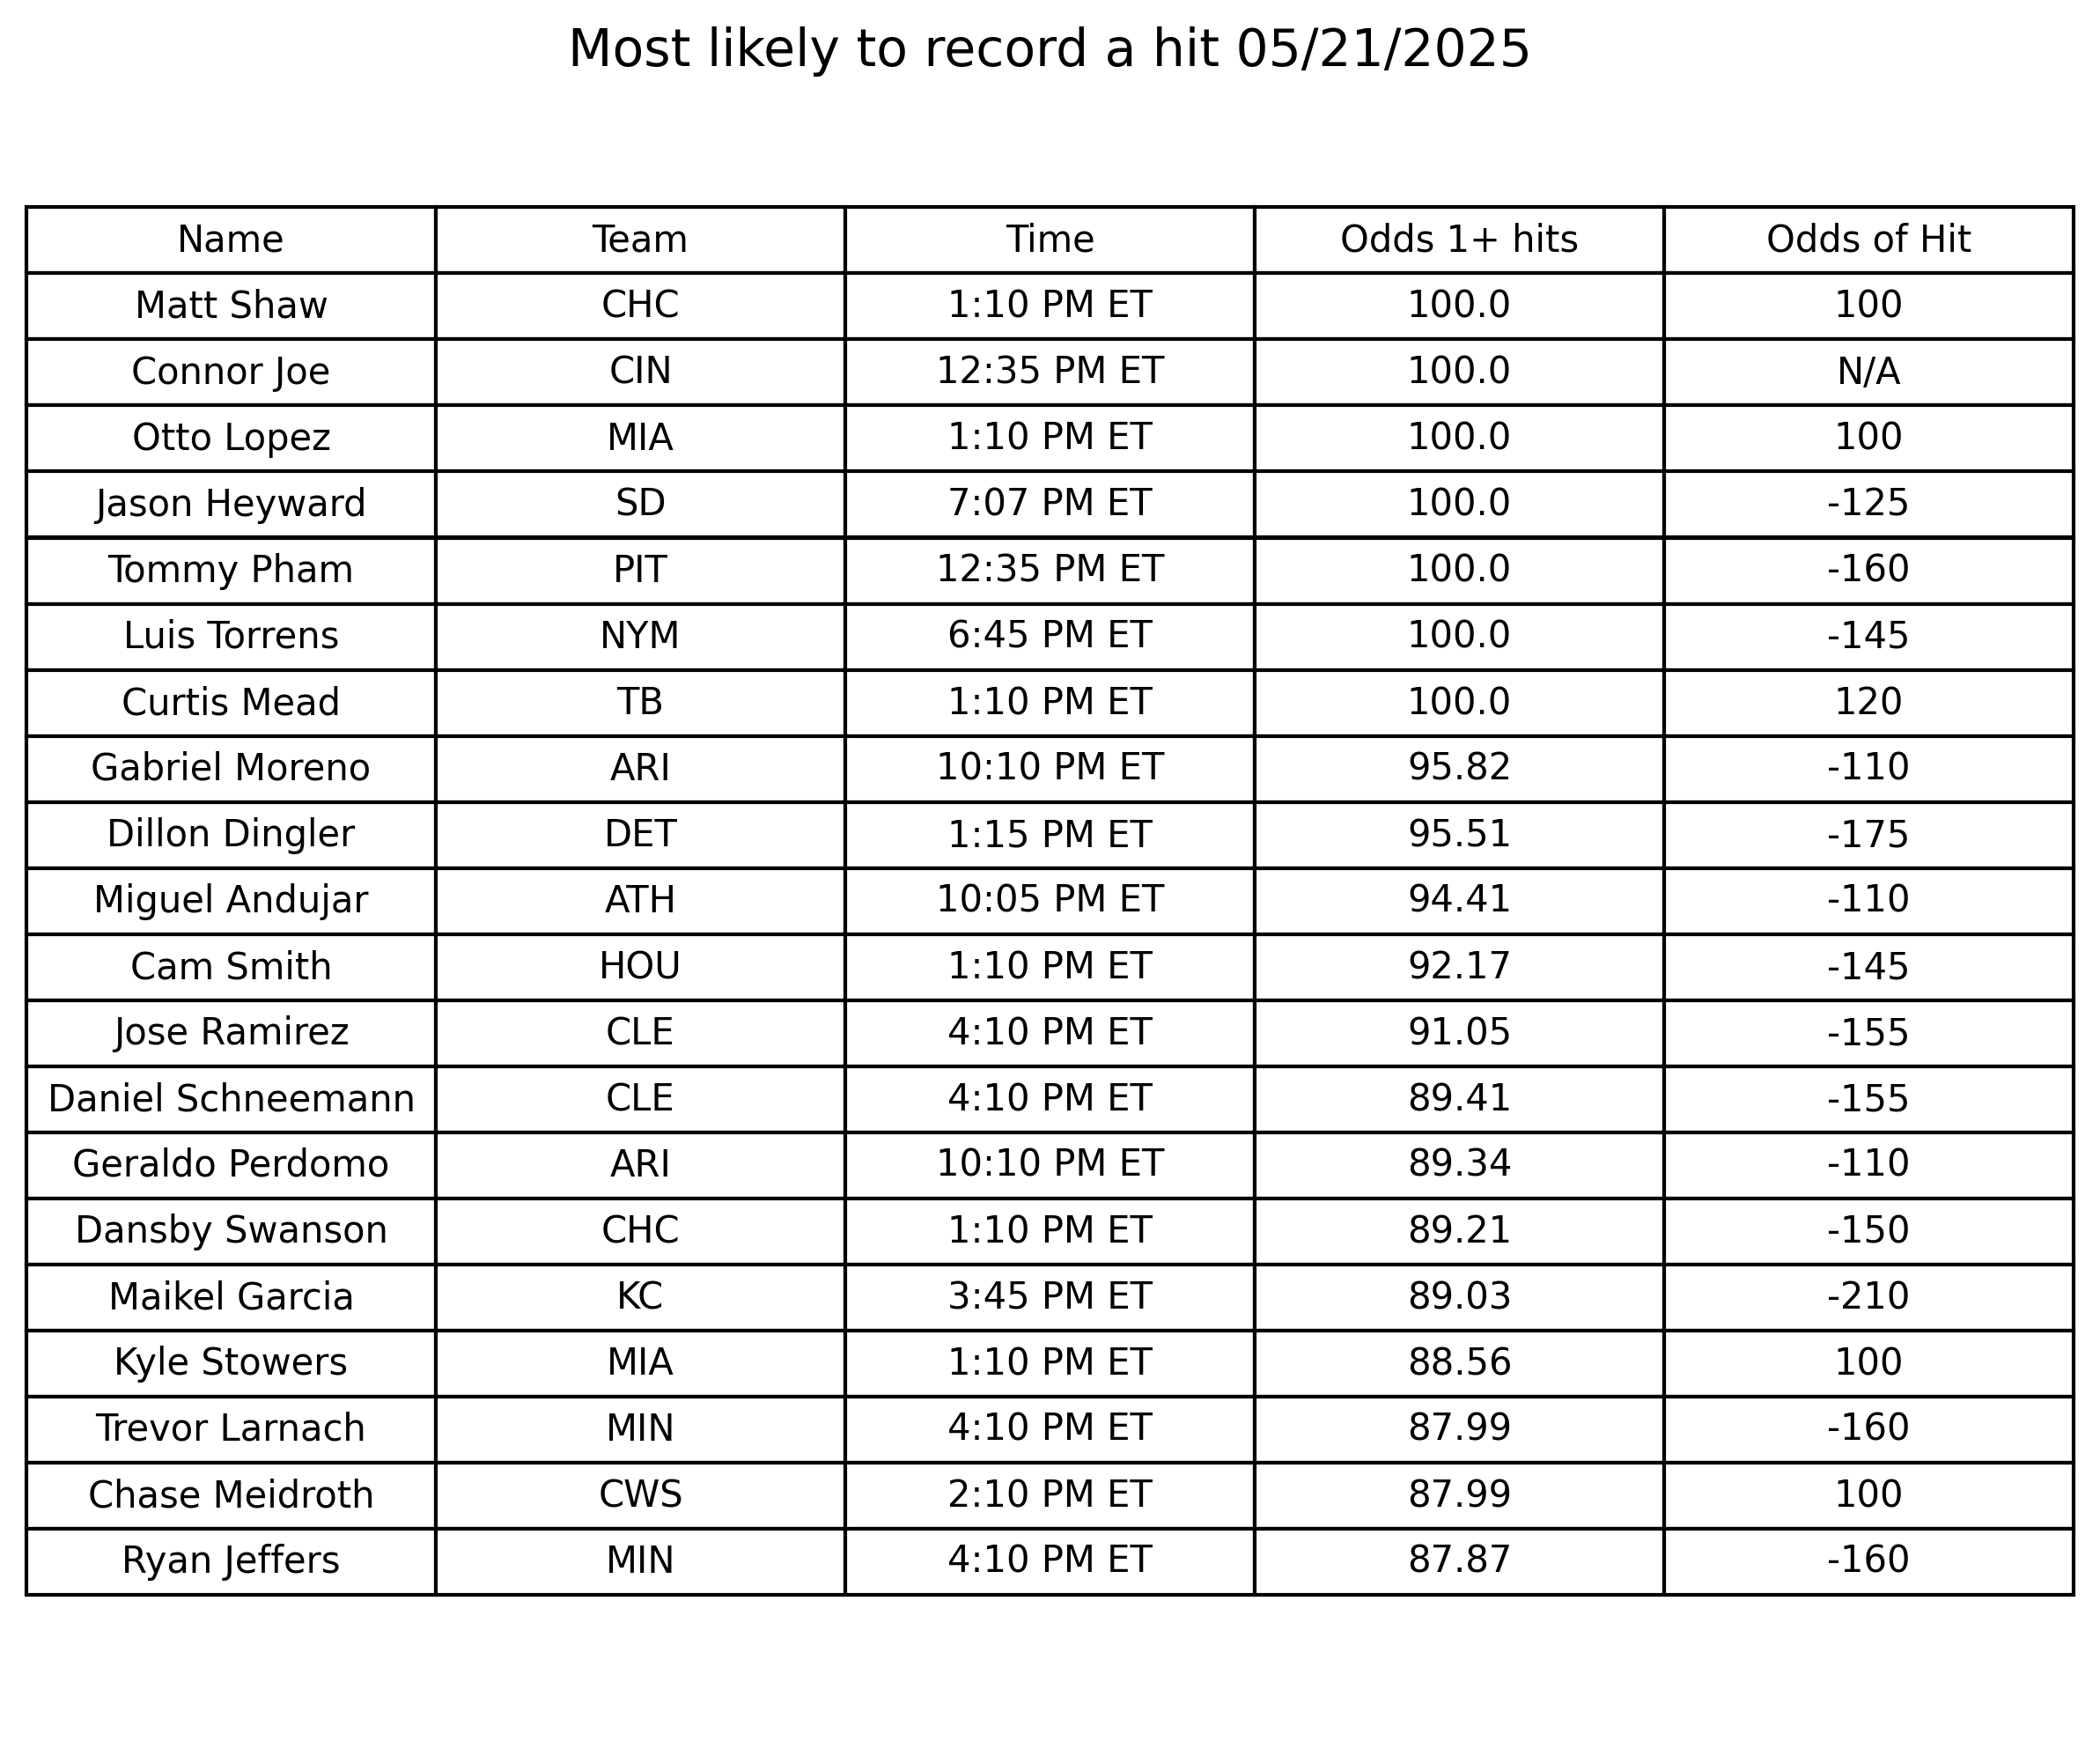 Most likely to record a hit 05/21/2025
Name Team Time Odds 1+ hits Odds of Hit
Matt Shaw CHC 1:10 PM ET 100.0 100
Connor Joe CIN 12:35 PM ET 100.0 N/A
Otto Lopez MIA 1:10 PM ET 100.0 100
Jason Heyward SD 7:07 PM ET 100.0 -125
Tommy Pham PIT 12:35 PM ET 100.0 -160
Luis Torrens NYM 6:45 PM ET 100.0 -145
Curtis Mead TB 1:10 PM ET 100.0 120
Gabriel Moreno ARI 10:10 PM ET 95.82 -110
Dillon Dingler DET 1:15 PM ET 95.51 -175
Miguel Andujar ATH 10:05 PM ET 94.41 -110
Cam Smith HOU 1:10 PM ET 92.17 -145
Jose Ramirez CLE 4:10 PM ET 91.05 -155
Daniel Schneemann CLE 4:10 PM ET 89.41 -155
Geraldo Perdomo ARI 10:10 PM ET 89.34 -110
Dansby Swanson CHC 1:10 PM ET 89.21 -150
Maikel Garcia KC 3:45 PM ET 89.03 -210
Kyle Stowers MIA 1:10 PM ET 88.56 100
Trevor Larnach MIN 4:10 PM ET 87.99 -160
Chase Meidroth CWS 2:10 PM ET 87.99 100
Ryan Jeffers MIN 4:10 PM ET 87.87 -160